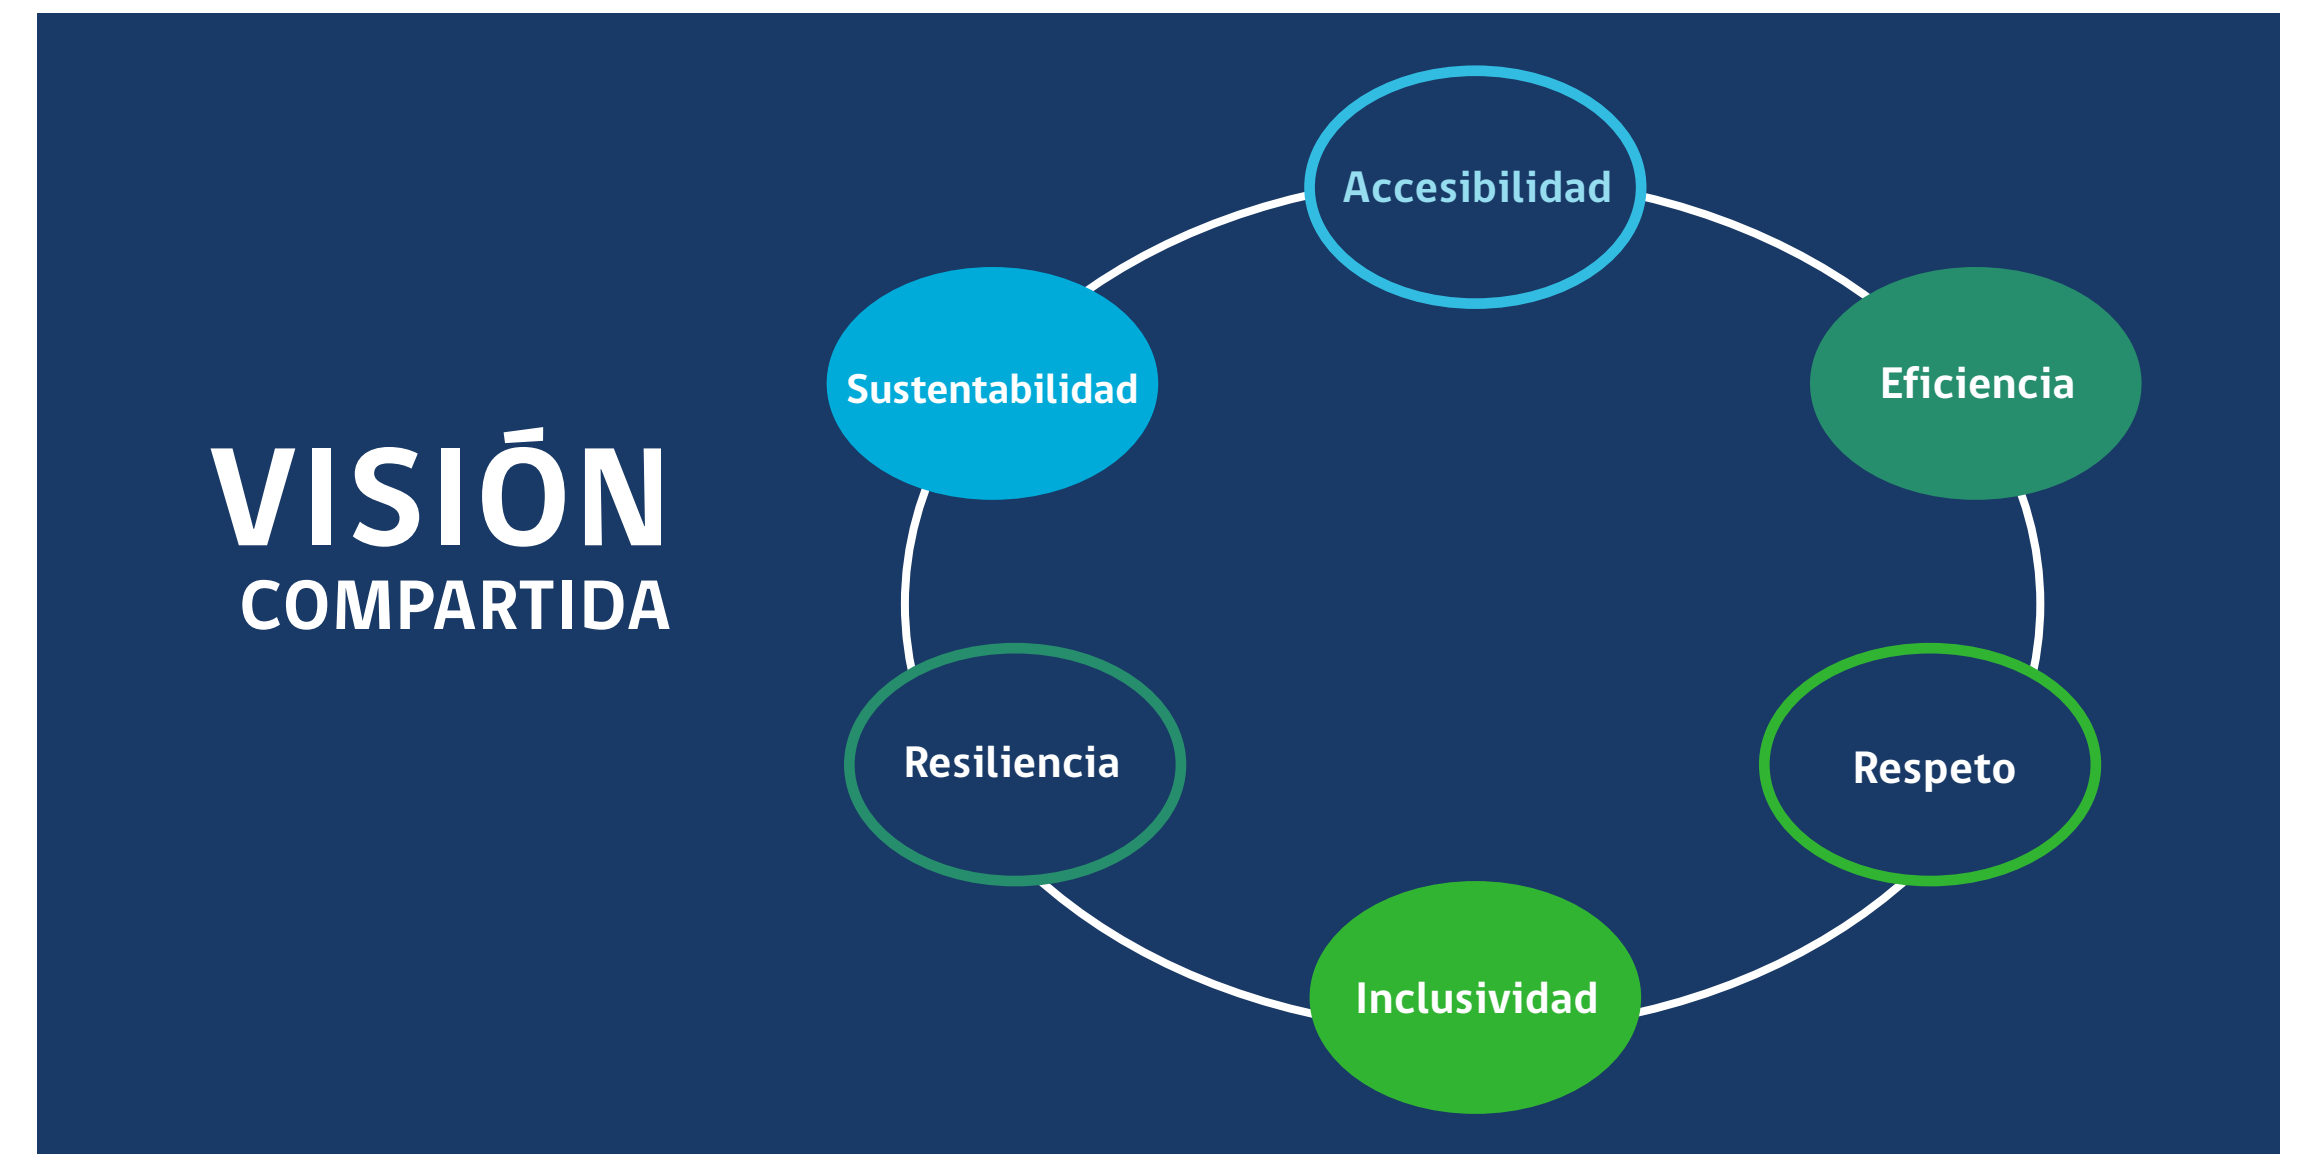 VISIÓN
COMPARTIDA
Accesibilidad
Sustentabilidad
Eficiencia
Resiliencia
Respeto
Inclusividad